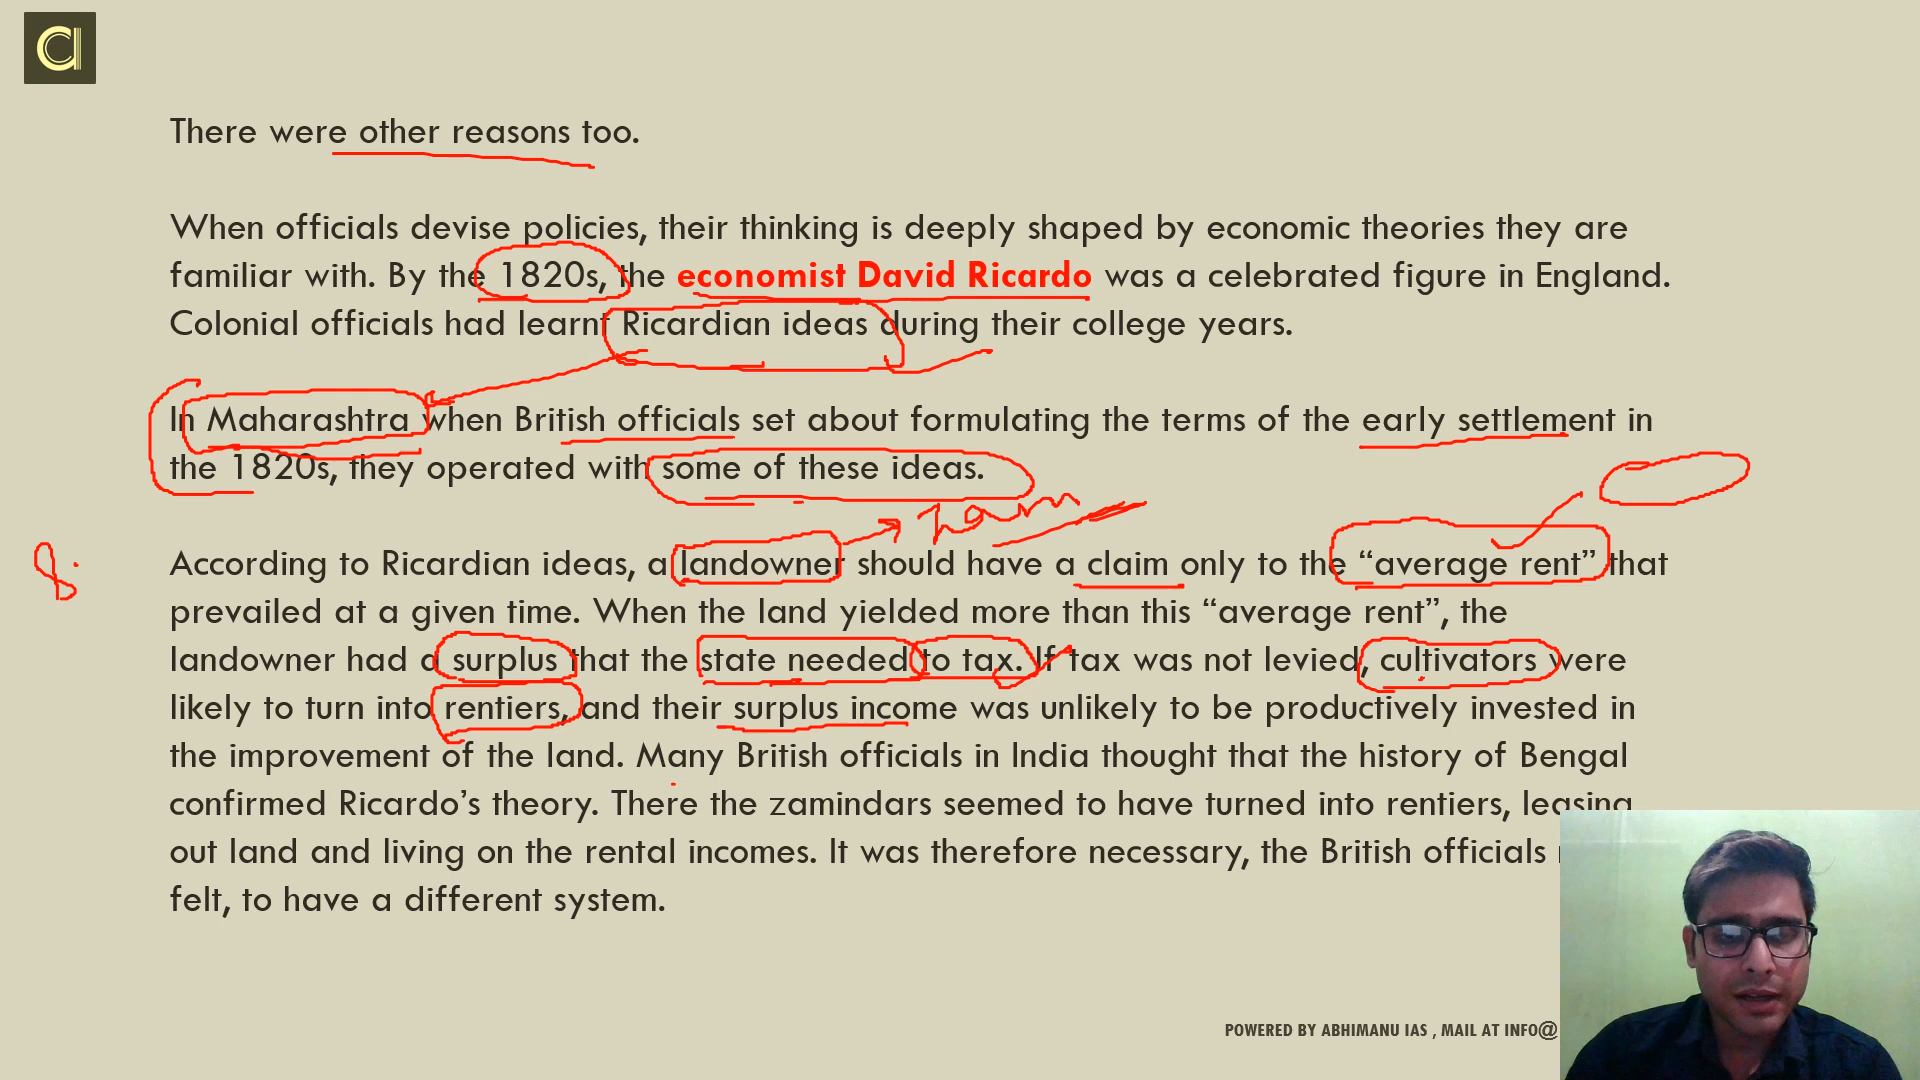 There were other reasons too.
When officials devise policies, their thinking is deeply shaped by economic theories they are
familiar with. By the 1820s, the economist David Ricardo was a celebrated figure in England.
Colonial officials had learnt Ricardian ideas during their college years.
In Maharashtra when British officials set about formulating the terms of the early settlement in
the 1820s, they operated with some of these ideas.
According to Ricardian ideas, a landowner should have a claim only to the “average rent” that
prevailed at a given time. When the land yielded more than this “average rent”, the
landowner had a surplus that the state needed to tax. If tax was not levied, cultivators were
likely to turn into rentiers, and their surplus income was unlikely to be productively invested in
the improvement of the land. Many British officials in India thought that the history of Bengal
confirmed Ricardo’s theory. There the zamindars seemed to have turned into rentiers, leasing
out land and living on the rental incomes. It was therefore necessary, the British officials
felt, to have a different system.
POWERED BY ABHIMANU IAS , MAIL AT INFO@